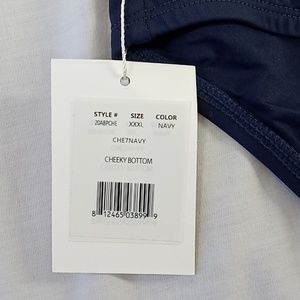 STYLE # SIZE COLOR
20ABPCHE XXXL NAVY
CHE7NAVY
CHEEKY BOTTOM
8 12465 03899 9